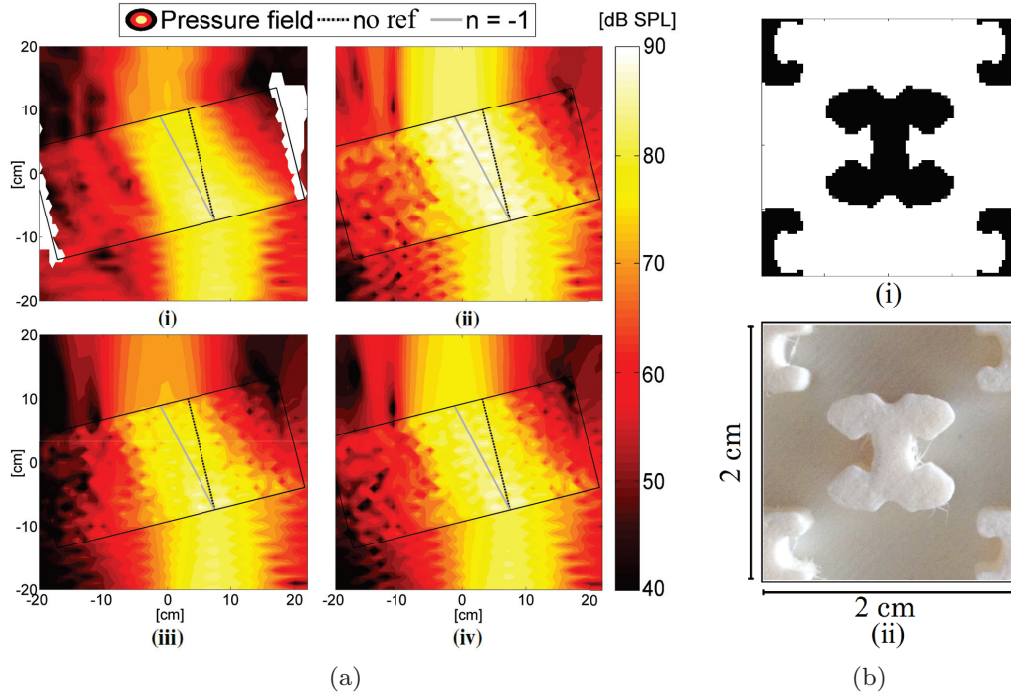 Pressure field no ref n = -1
[dB SPL]
20
10
0
-10
-20
[cm]
(i)
(ii)
20
10
0
-10
-20
[cm]
-20 -10 0 10 20
[cm]
(iii)
-20 -10 0 10 20
[cm]
(iv)
90
80
70
60
50
40
(a)
(i)
2 cm
2 cm
(ii)
(b)